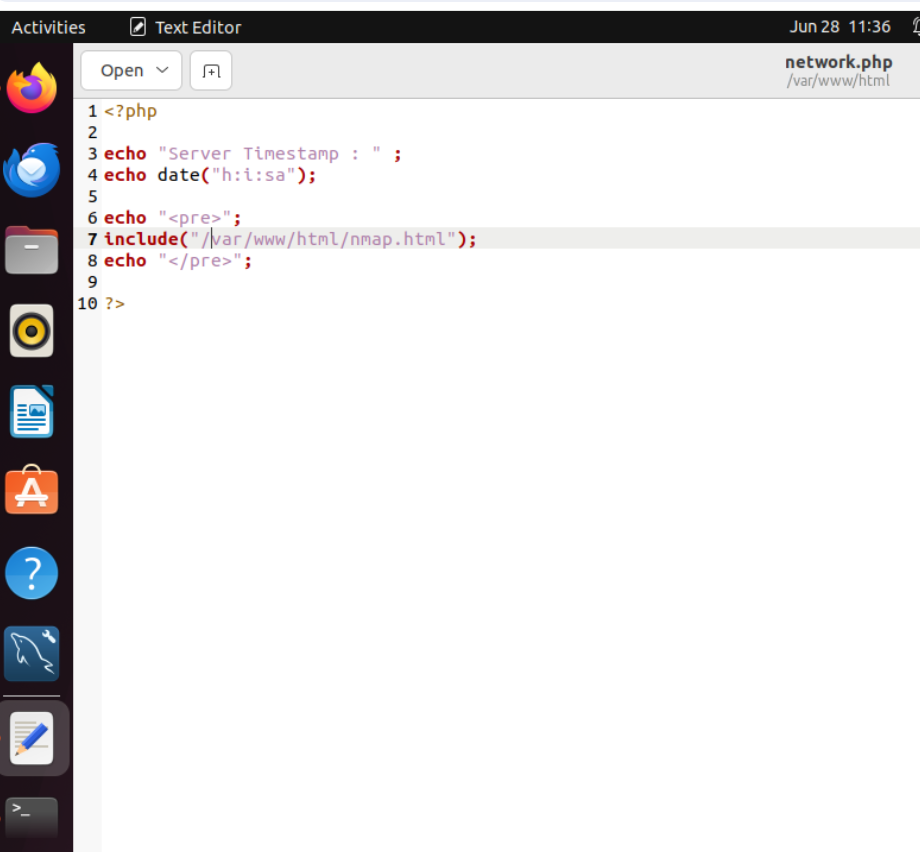 Activities Text Editor Jun 28 11:36
Open network.php
/var/www/html
1 <?php
2
3 echo "Server Timestamp : " ;
4 echo date("h:i:sa");
5
6 echo "<pre>";
7 include("/var/www/html/nmap.html");
8 echo "</pre>";
9
10 ?>
>_